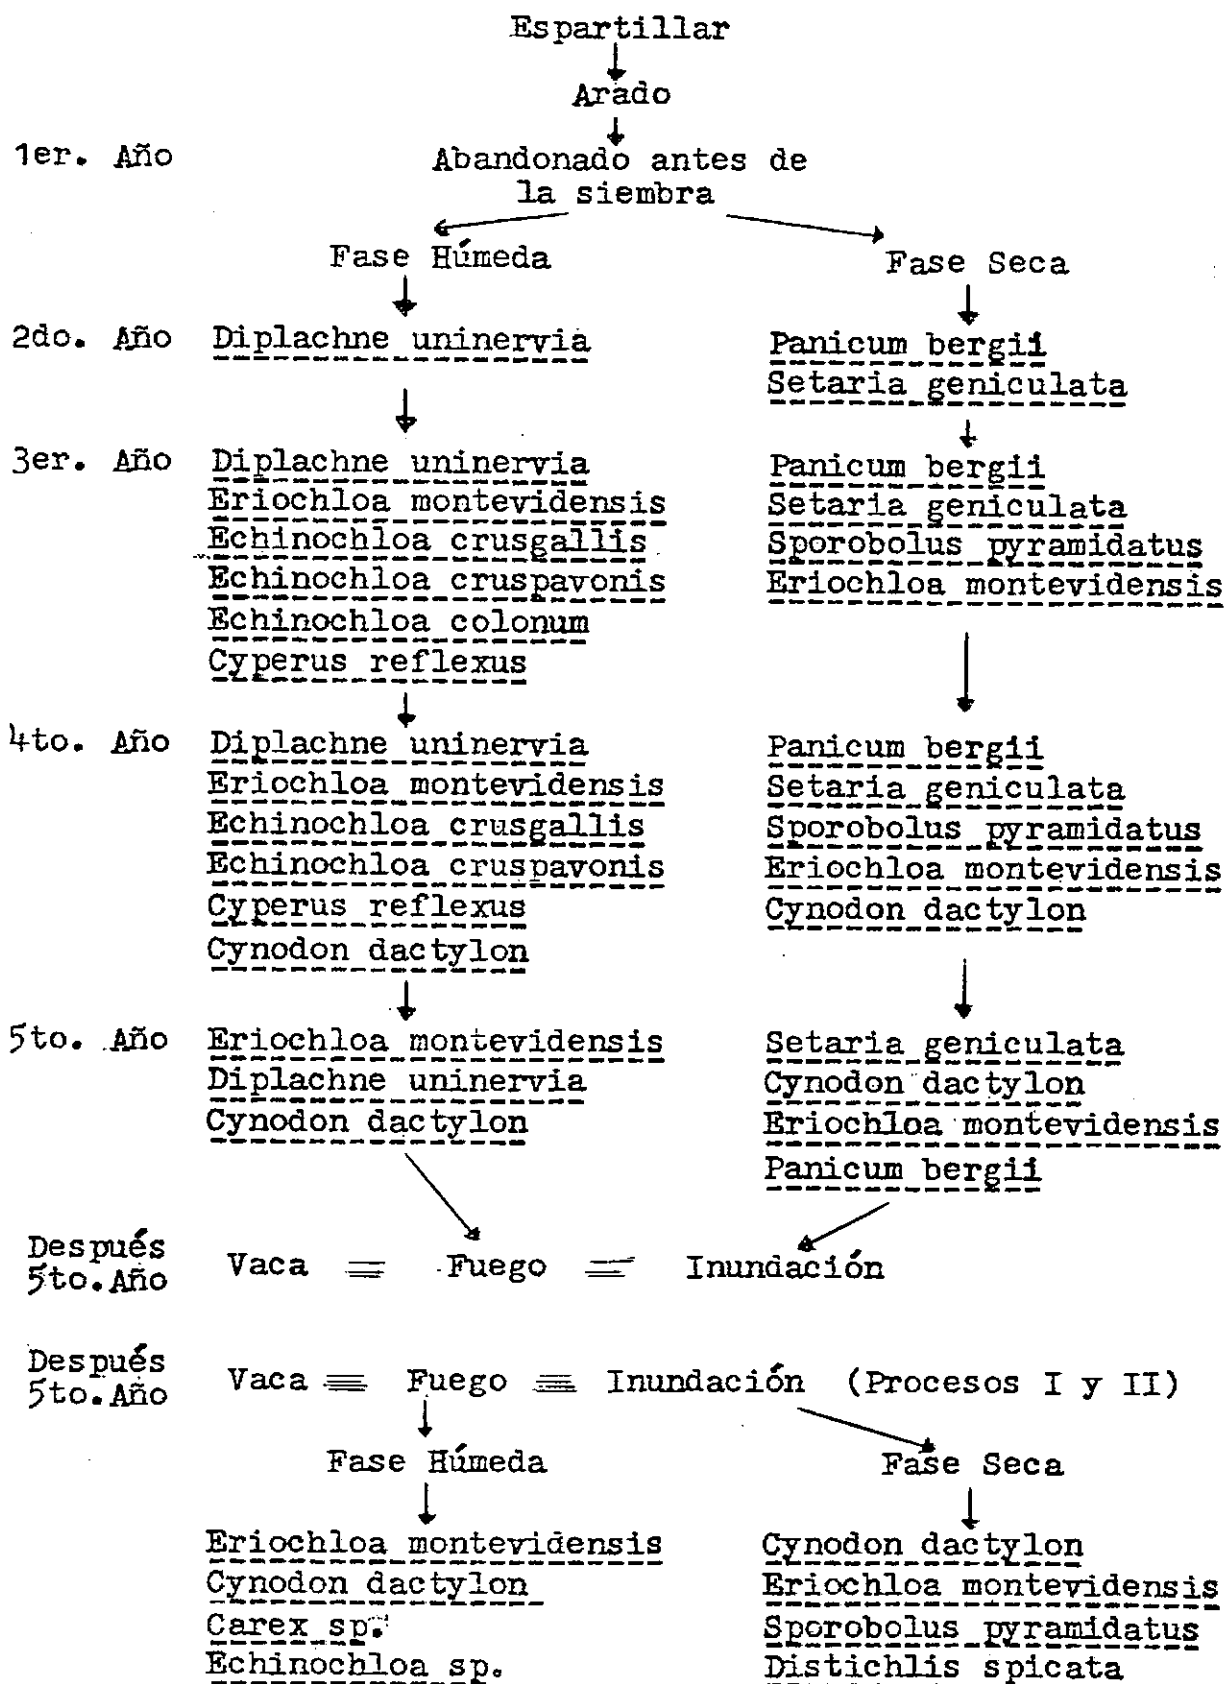 Espartillar
Arado
1er. Año
Abandonado antes de
la siembra
Fase Húmeda
Fase Seca
2do. Año
Diplachne uninervia
Panicum bergii
Setaria geniculata
3er. Año
Diplachne uninervia
Eriochloa montevidensis
Echinochloa crusgallis
Echinochloa cruspavonis
Echinochloa colonum
Cyperus reflexus
Panicum bergii
Setaria geniculata
Sporobolus pyramidatus
Eriochloa montevidensis
4to. Año
Diplachne uninervia
Eriochloa montevidensis
Echinochloa crusgallis
Echinochloa cruspavonis
Cyperus reflexus
Cynodon dactylon
Panicum bergii
Setaria geniculata
Sporobolus pyramidatus
Eriochloa montevidensis
Cynodon dactylon
5to. Año
Eriochloa montevidensis
Diplachne uninervia
Cynodon dactylon
Setaria geniculata
Cynodon dactylon
Eriochloa montevidensis
Panicum bergii
Después
5to. Año
Vaca = Fuego = Inundación
Después
5to. Año
Vaca ≡ Fuego ≡ Inundación (Procesos I y II)
Fase Húmeda
Fase Seca
Eriochloa montevidensis
Cynodon dactylon
Carex sp.
Echinochloa sp.
Cynodon dactylon
Eriochloa montevidensis
Sporobolus pyramidatus
Distichlis spicata